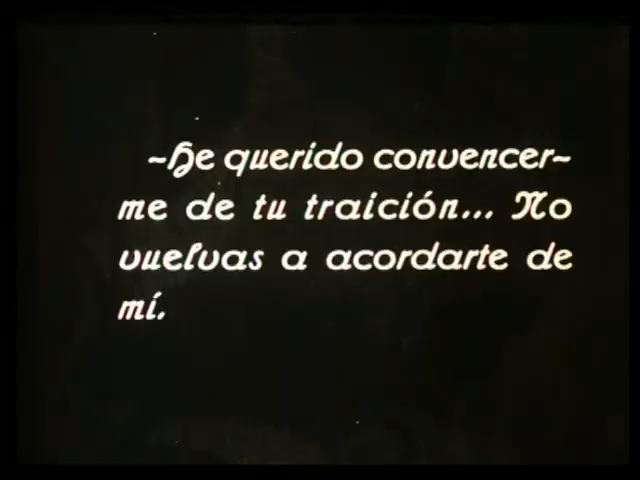 -He querido convencer-
me de tu traición... No
vuelvas a acordarte de
mí.